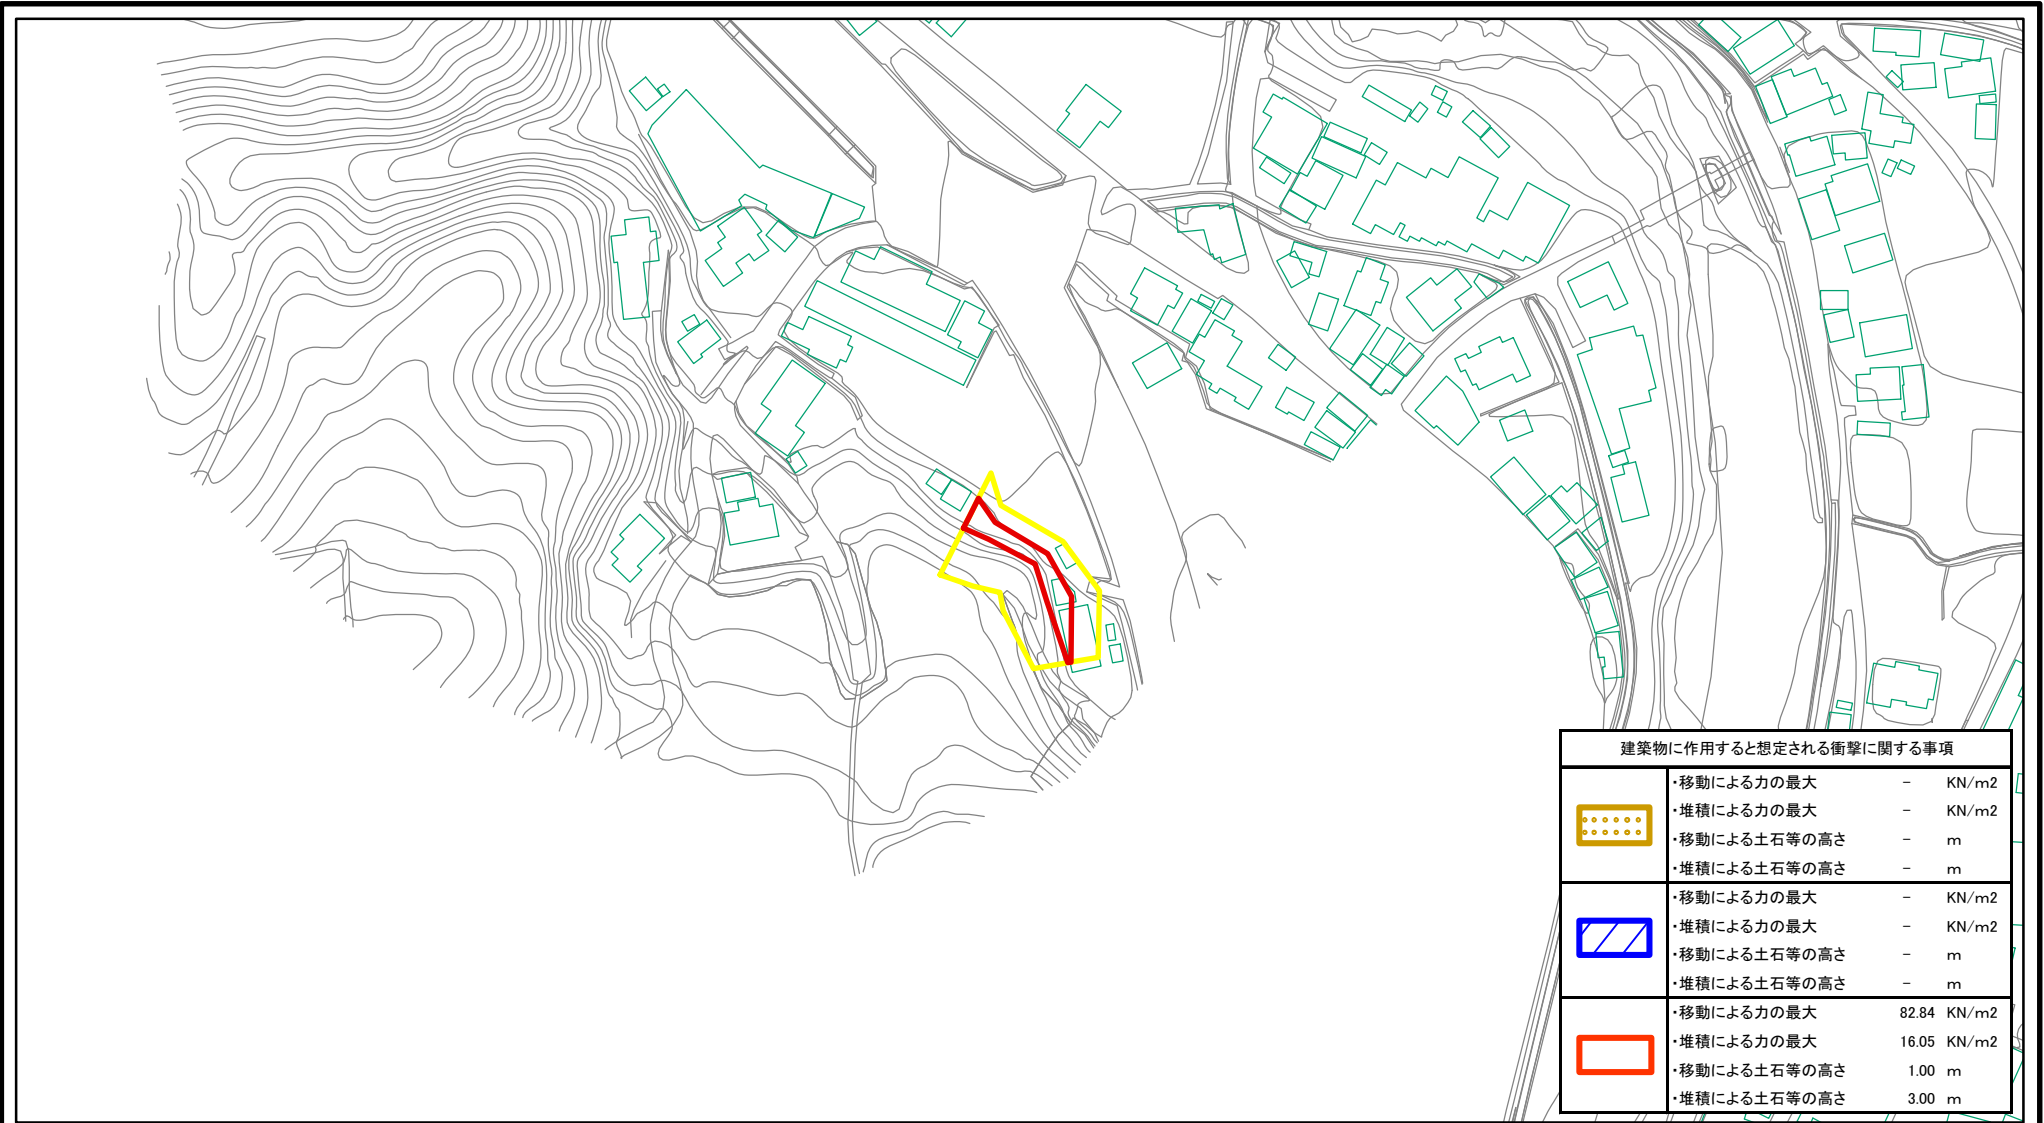 建築物に作用すると想定される衝撃に関する事項
・移動による力の最大 － KN/m2
・堆積による力の最大 － KN/m2
・移動による土石等の高さ － m
・堆積による土石等の高さ － m
・移動による力の最大 － KN/m2
・堆積による力の最大 － KN/m2
・移動による土石等の高さ － m
・堆積による土石等の高さ － m
・移動による力の最大 82.84 KN/m2
・堆積による力の最大 16.05 KN/m2
・移動による土石等の高さ 1.00 m
・堆積による土石等の高さ 3.00 m